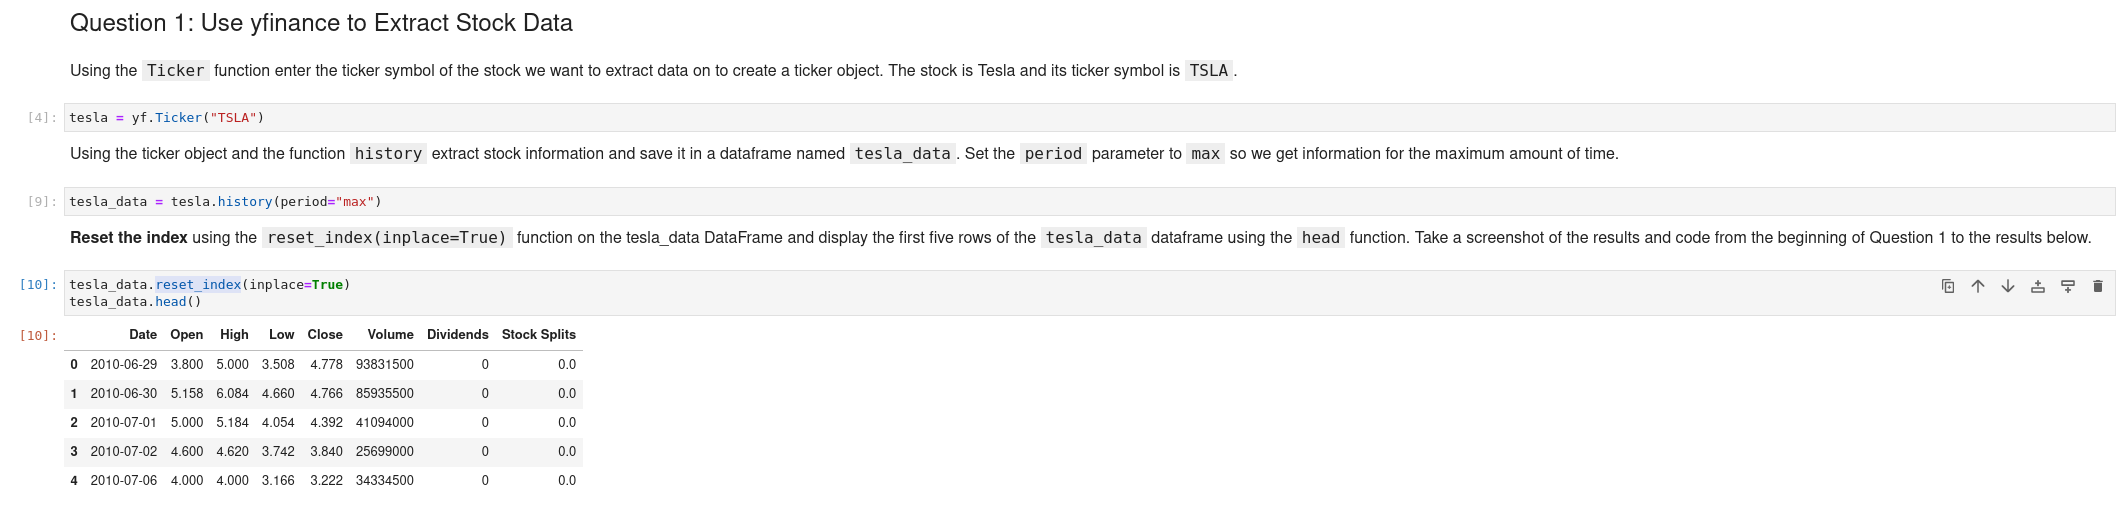 Question 1: Use yfinance to Extract Stock Data
Using the Ticker function enter the ticker symbol of the stock we want to extract data on to create a ticker object. The stock is Tesla and its ticker symbol is TSLA.
[4]: tesla = yf.Ticker("TSLA")
Using the ticker object and the function history extract stock information and save it in a dataframe named tesla_data. Set the period parameter to max so we get information for the maximum amount of time.
[9]: tesla_data = tesla.history(period="max")
Reset the index using the reset_index(inplace=True) function on the tesla_data DataFrame and display the first five rows of the tesla_data dataframe using the head function. Take a screenshot of the results and code from the beginning of Question 1 to the results below.
[10]: tesla_data.reset_index(inplace=True)
tesla_data.head()
[10]: Date Open High Low Close Volume Dividends Stock Splits
0 2010-06-29 3.800 5.000 3.508 4.778 93831500 0 0.0
1 2010-06-30 5.158 6.084 4.660 4.766 85935500 0 0.0
2 2010-07-01 5.000 5.184 4.054 4.392 41094000 0 0.0
3 2010-07-02 4.600 4.620 3.742 3.840 25699000 0 0.0
4 2010-07-06 4.000 4.000 3.166 3.222 34334500 0 0.0